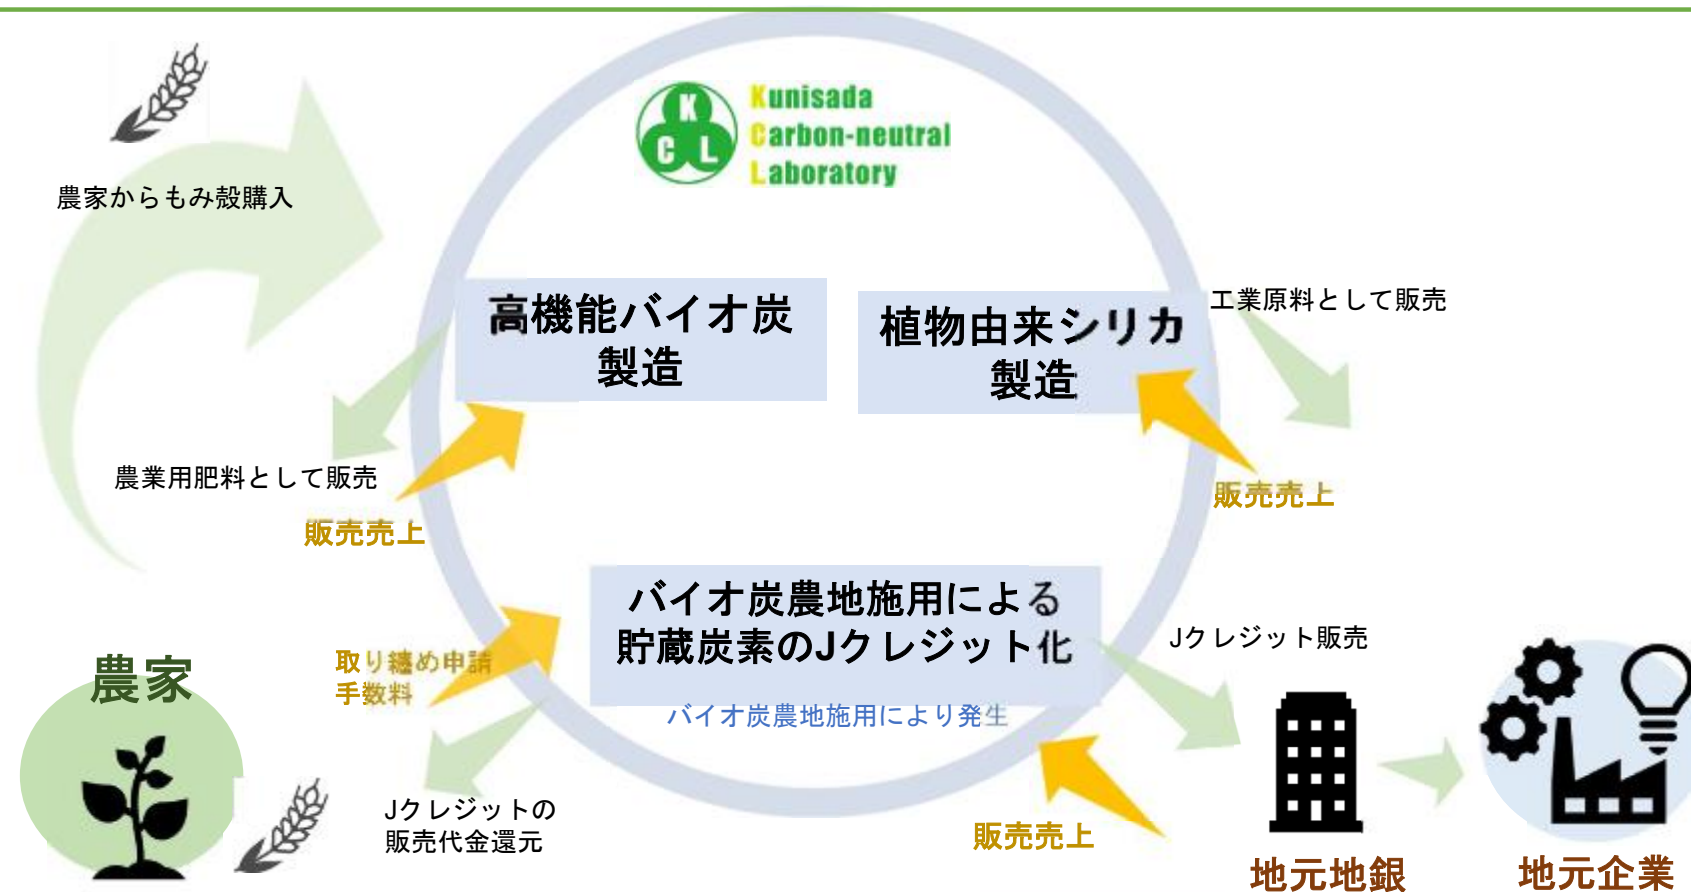 K
C L
Kunisada
Carbon-neutral
Laboratory
農家からもみ殻購入
高機能バイオ炭
製造
植物由来シリカ
製造
工業原料として販売
農業用肥料として販売
販売売上
販売売上
バイオ炭農地施用による
貯蔵炭素のJクレジット化
バイオ炭農地施用により発生
Jクレジット販売
農家
取り纏め申請
手数料
Jクレジットの
販売代金還元
販売売上
地元地銀
地元企業